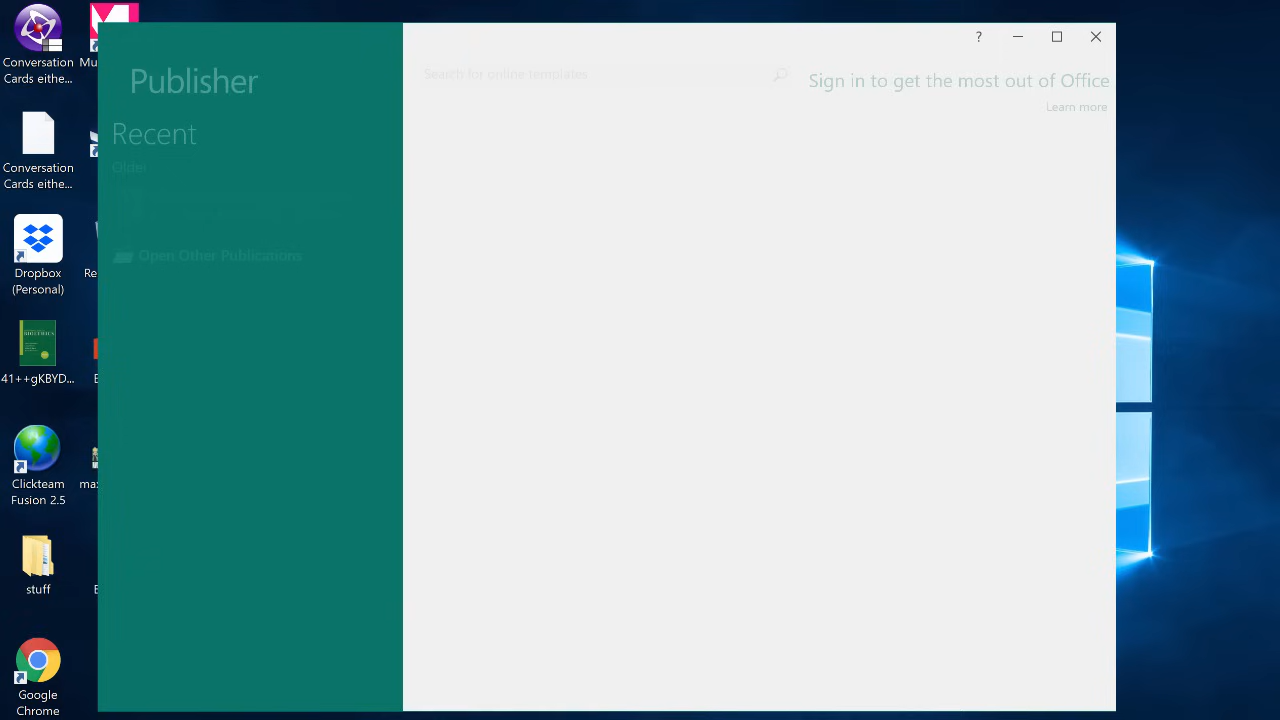 Conversation
Cards eithe...
Mu
Conversation
Cards eithe...
Dropbox
(Personal)
Re
41++gKBYD...
E
Clickteam
Fusion 2.5
ma
stuff
E
Google
Chrome
Publisher
Recent
Older
Open Other Publications
Search for online templates
?
Sign in to get the most out of Office
Learn more